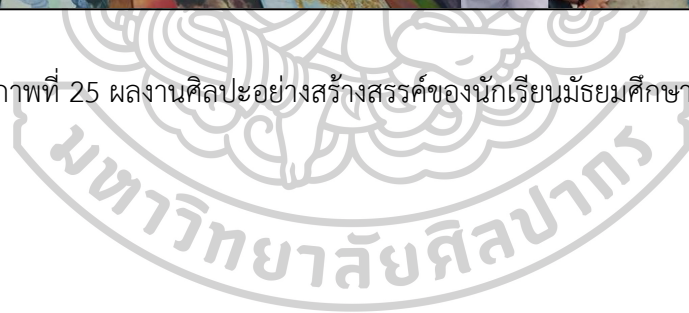 าพที่ 25 ผลงานศิลปะอย่างสร้างสรรค์ของนักเรียนมัธยมศึกษา
มหาวิทยาลัยศิลปากร